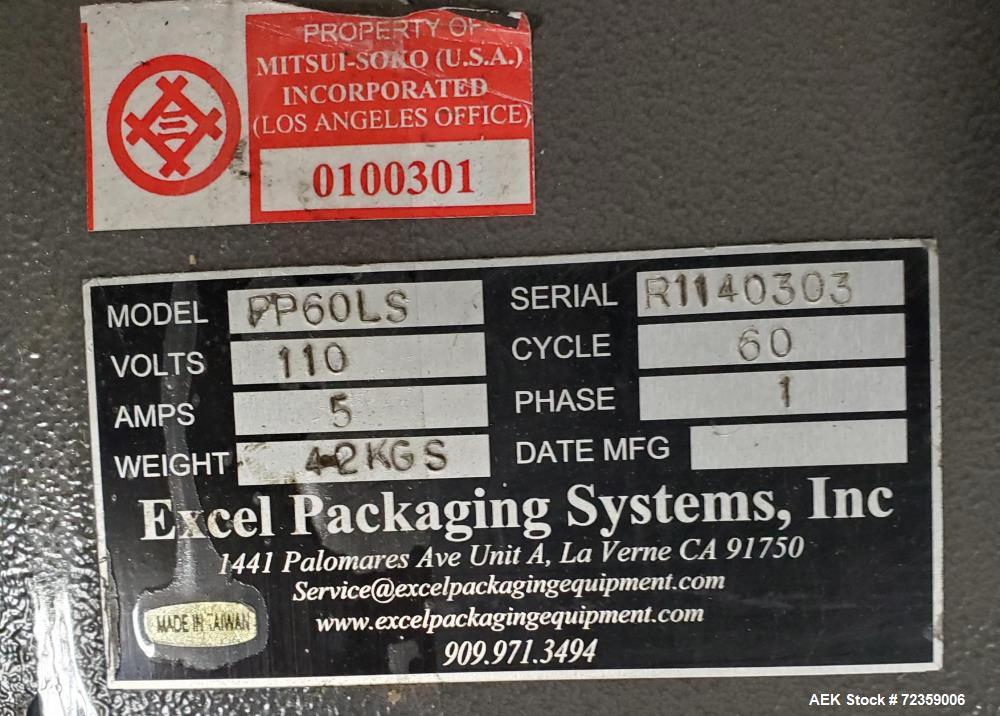 PROPERTY OF
MITSUI-SOKO (U.S.A.)
INCORPORATED
(LOS ANGELES OFFICE)
0100301
MODEL PP60LS SERIAL R1140303
VOLTS 110 CYCLE 60
AMPS 5 PHASE 1
WEIGHT 42KGS DATE MFG
Excel Packaging Systems, Inc
1441 Palomares Ave Unit A, La Verne CA 91750
Service@excelpackagingequipment.com
www.excelpackagingequipment.com
MADE IN TAIWAN
909.971.3494
AEK Stock # 72359006